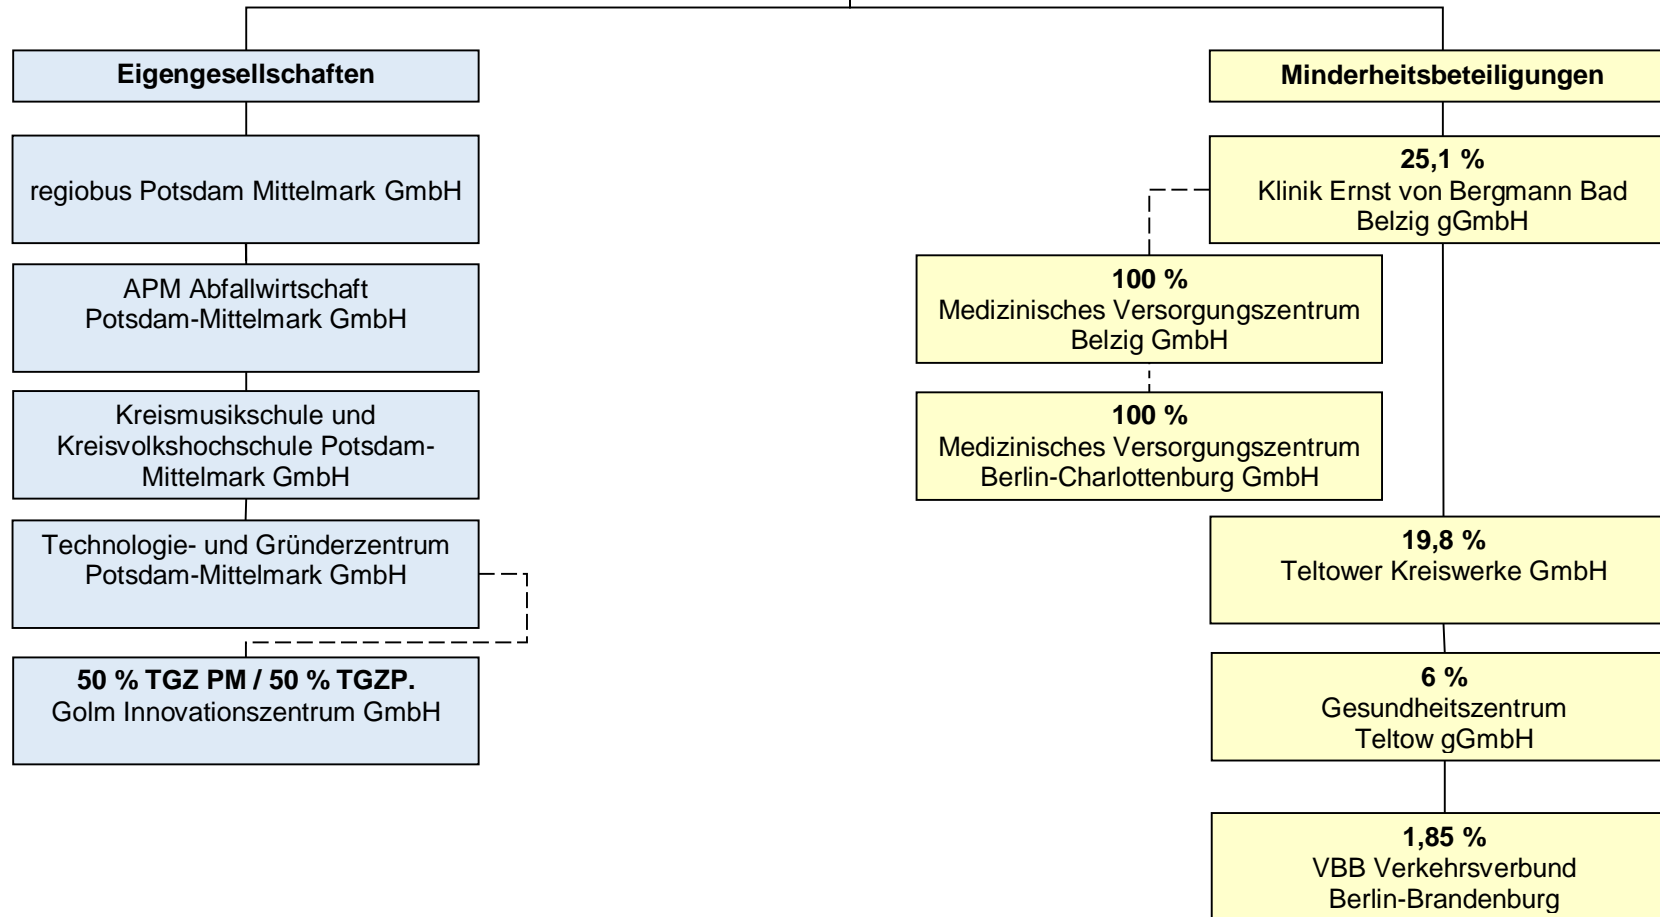 Eigengesellschaften
regiobus Potsdam Mittelmark GmbH
APM Abfallwirtschaft
Potsdam-Mittelmark GmbH
Kreismusikschule und
Kreisvolkshochschule Potsdam-
Mittelmark GmbH
Technologie- und Gründerzentrum
Potsdam-Mittelmark GmbH
50 % TGZ PM / 50 % TGZP.
Golm Innovationszentrum GmbH
Minderheitsbeteiligungen
25,1 %
Klinik Ernst von Bergmann Bad
Belzig gGmbH
100 %
Medizinisches Versorgungszentrum
Belzig GmbH
100 %
Medizinisches Versorgungszentrum
Berlin-Charlottenburg GmbH
19,8 %
Teltower Kreiswerke GmbH
6 %
Gesundheitszentrum
Teltow gGmbH
1,85 %
VBB Verkehrsverbund
Berlin-Brandenburg